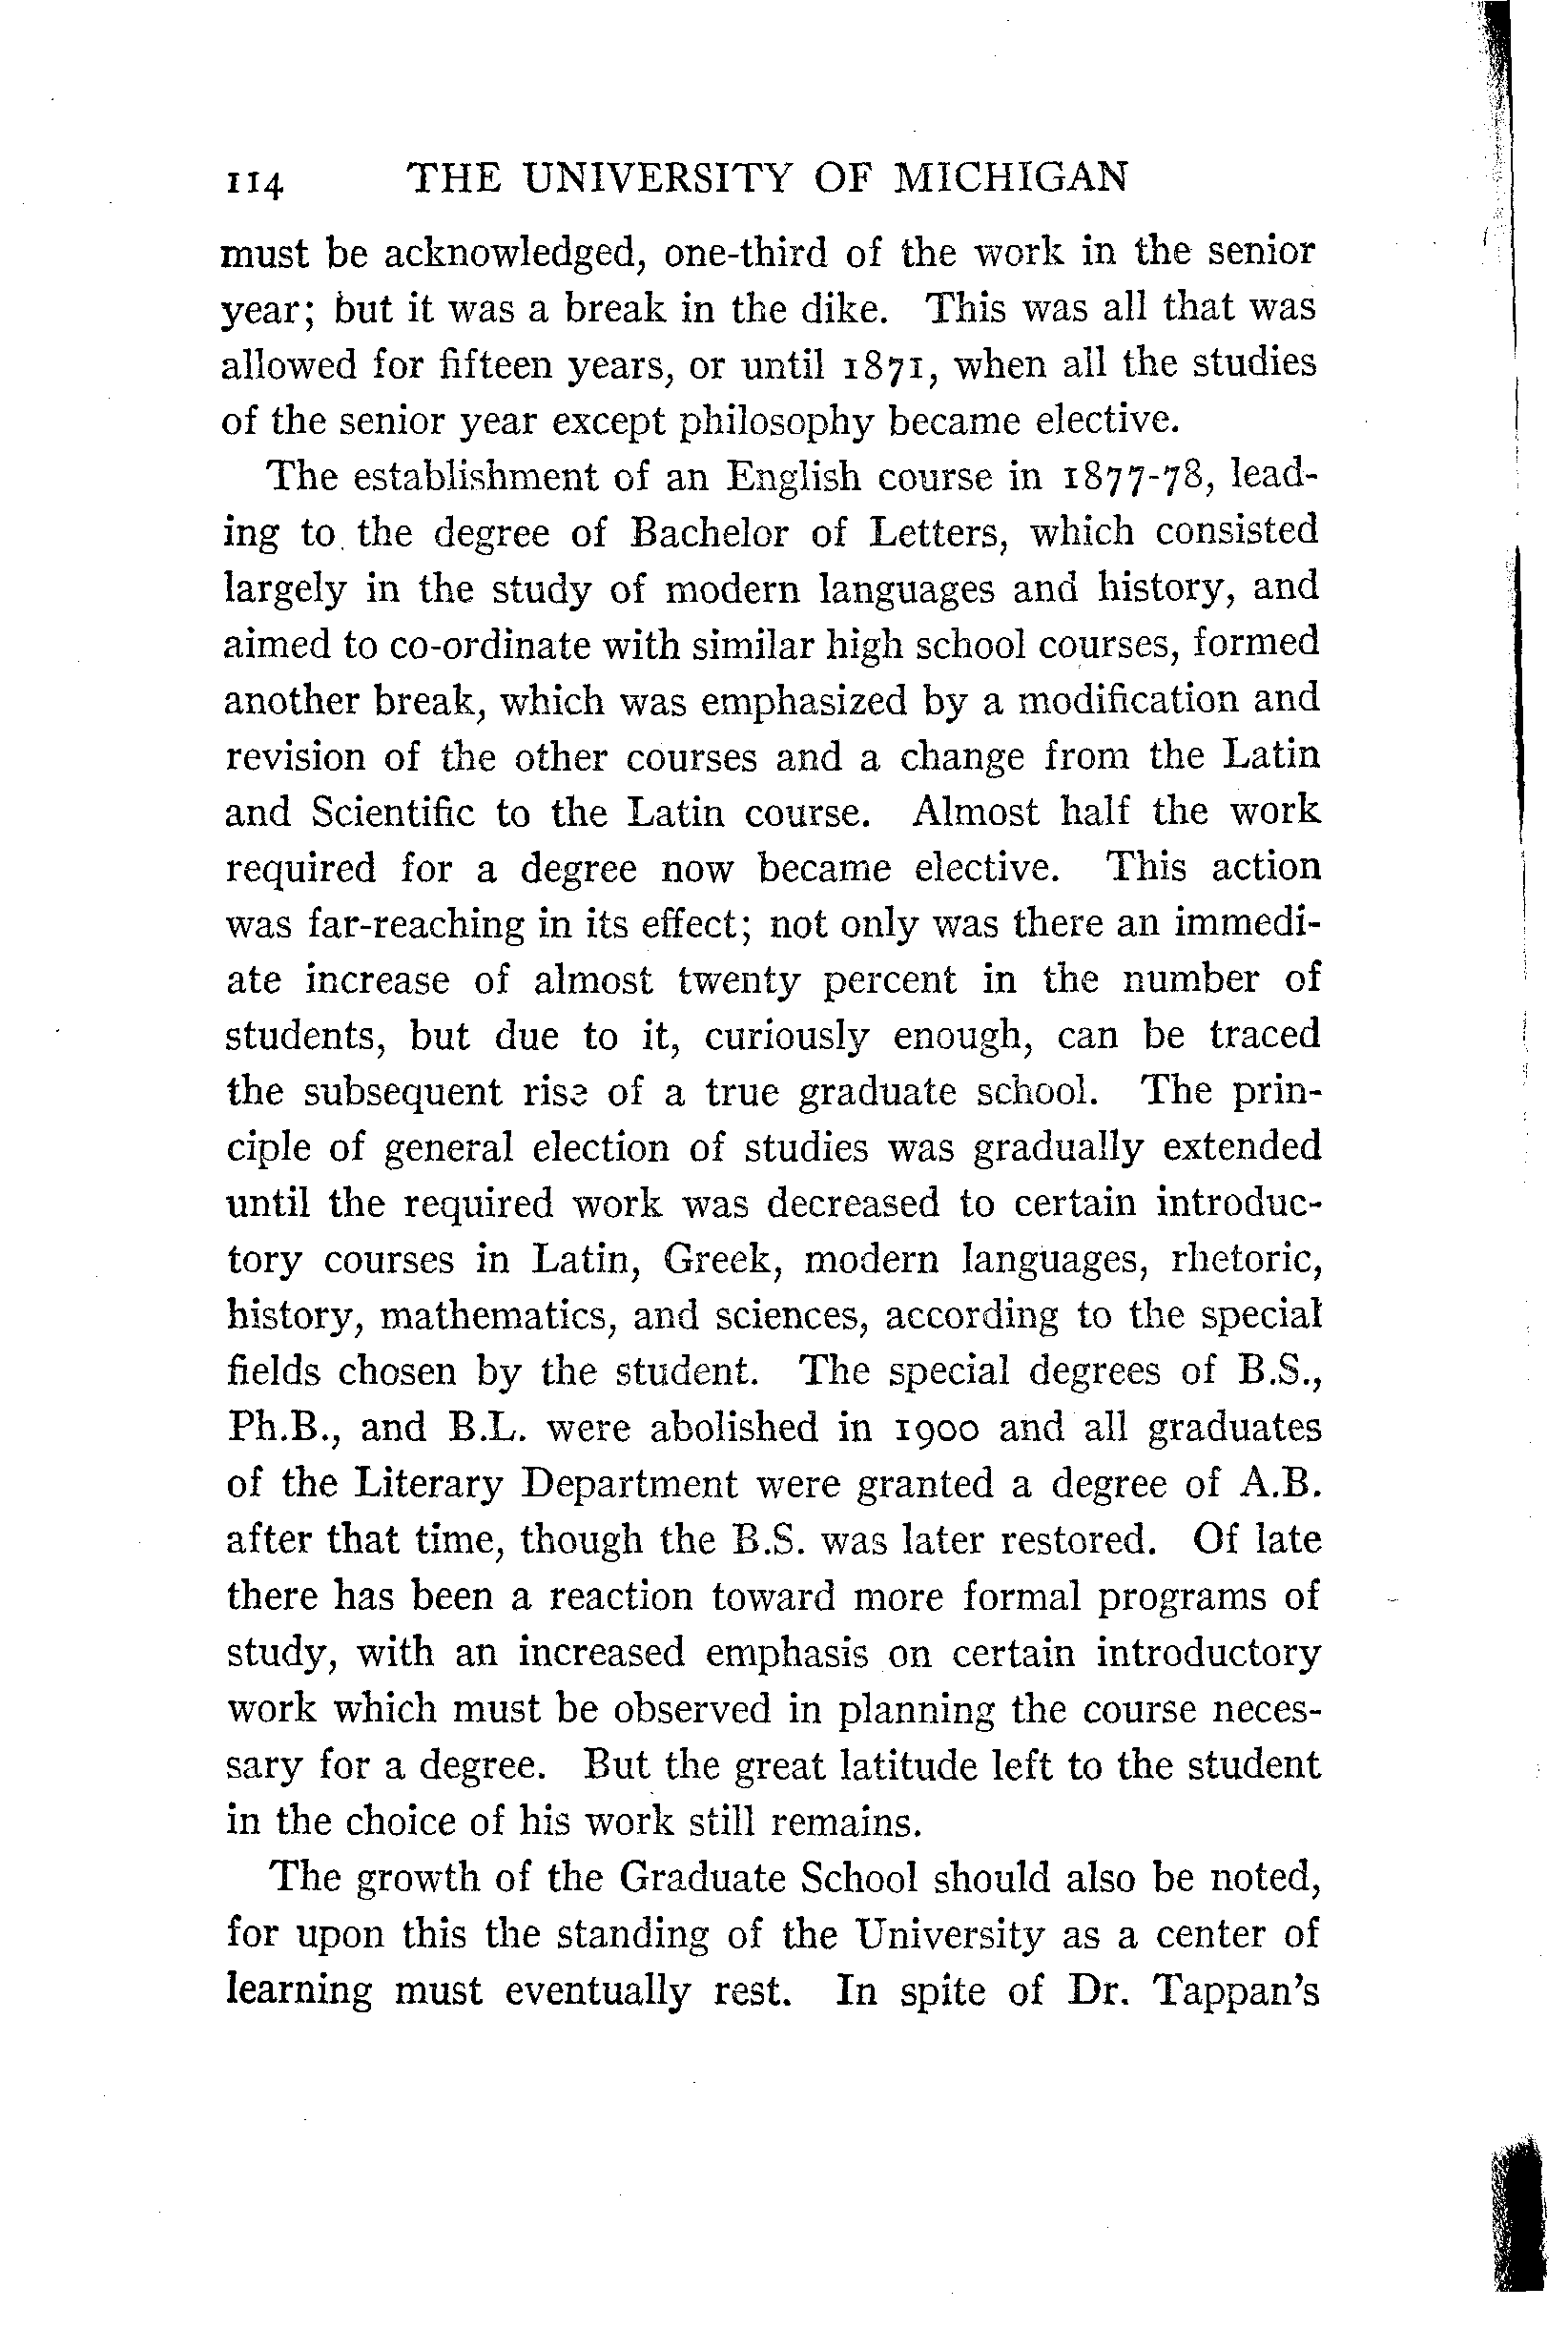 114 THE UNIVERSITY OF MICHIGAN
must be acknowledged, one-third of the work in the senior
year; but it was a break in the dike. This was all that was
allowed for fifteen years, or until 1871, when all the studies
of the senior year except philosophy became elective.
The establishment of an English course in 1877-78, lead-
ing to the degree of Bachelor of Letters, which consisted
largely in the study of modern languages and history, and
aimed to co-ordinate with similar high school courses, formed
another break, which was emphasized by a modification and
revision of the other courses and a change from the Latin
and Scientific to the Latin course. Almost half the work
required for a degree now became elective. This action
was far-reaching in its effect; not only was there an immedi-
ate increase of almost twenty percent in the number of
students, but due to it, curiously enough, can be traced
the subsequent rise of a true graduate school. The prin-
ciple of general election of studies was gradually extended
until the required work was decreased to certain introduc-
tory courses in Latin, Greek, modern languages, rhetoric,
history, mathematics, and sciences, according to the special
fields chosen by the student. The special degrees of B.S.,
Ph.B., and B.L. were abolished in 1900 and all graduates
of the Literary Department were granted a degree of A.B.
after that time, though the B.S. was later restored. Of late
there has been a reaction toward more formal programs of
study, with an increased emphasis on certain introductory
work which must be observed in planning the course neces-
sary for a degree. But the great latitude left to the student
in the choice of his work still remains.
The growth of the Graduate School should also be noted,
for upon this the standing of the University as a center of
learning must eventually rest. In spite of Dr. Tappan's